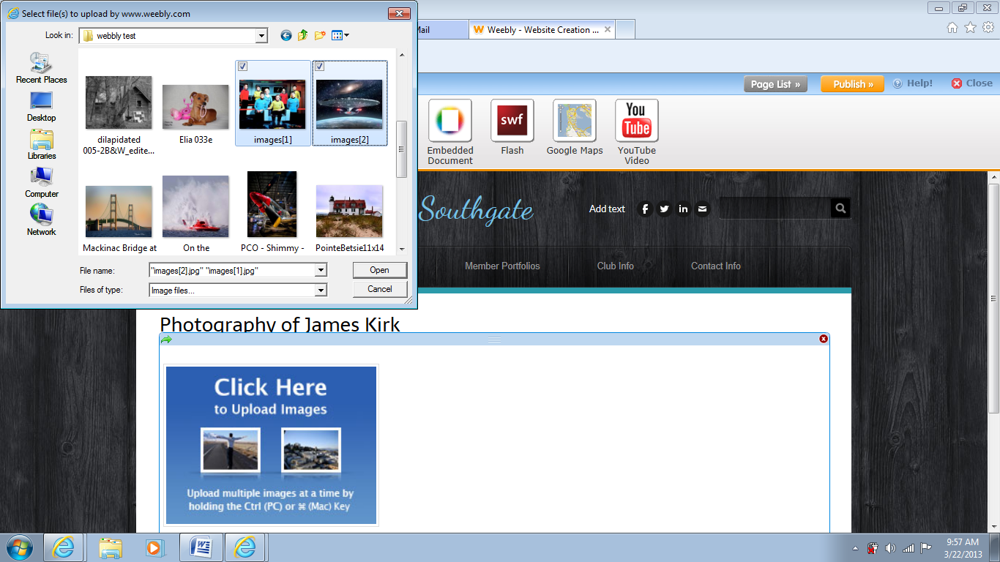 Select file(s) to upload by www.weebly.com
Look in:
webbly test
Recent Places
Desktop
Libraries
Computer
Network
dilapidated
005-2B&W_edite...
Elia 033e
images[1]
images[2]
Mackinac Bridge at
On the
PCO - Shimmy -
PointeBetsie11x14
File name:
"images[2].jpg" "images[1].jpg"
Open
Files of type:
Image files...
Cancel
Mail
Weebly - Website Creation ...
Page List »
Publish »
Help!
Close
Embedded
Document
swf
Flash
Google Maps
You
Tube
YouTube
Video
Southgate
Add text
Member Portfolios
Club Info
Contact Info
Photography of James Kirk
Click Here
to Upload Images
Upload multiple images at a time by
holding the Ctrl (PC) or ⌘ (Mac) Key
9:57 AM
3/22/2013